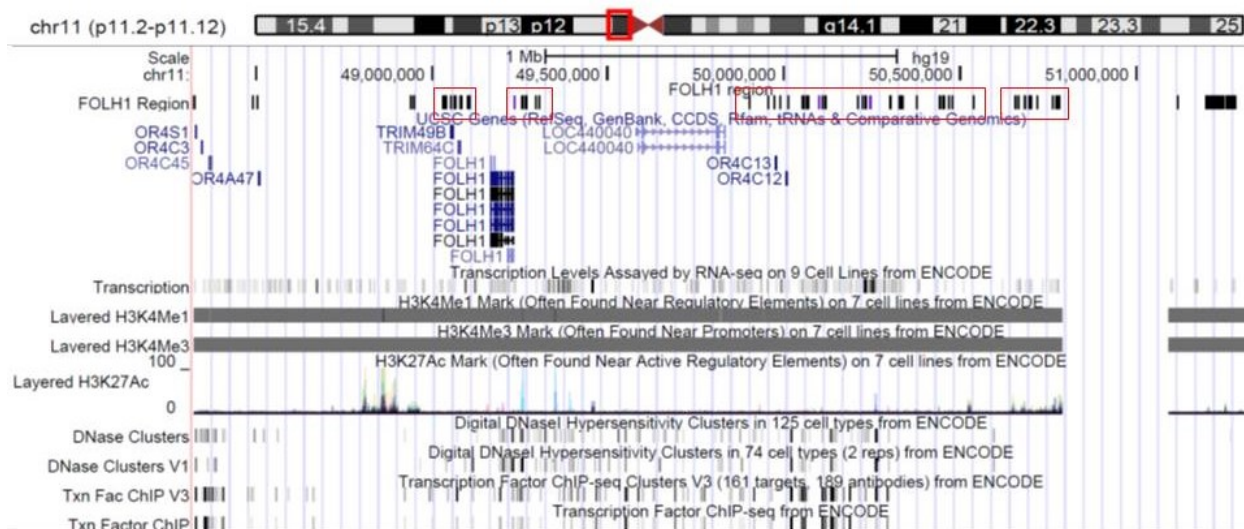 chr11 (p11.2-p11.12) 15.4 p13 p12 q14.1 21 22.3 23.3 25
Scale 1 Mb hg19
chr11: 49,000,000 49,500,000 50,000,000 50,500,000 51,000,000
FOLH1 region
FOLH1 Region
UCSC Genes (RefSeq, GenBank, CCDS, Rfam, tRNAs & Comparative Genomics)
OR4S1 TRIM49B LOC440040
OR4C3 TRIM64C LOC440040
OR4C45 FOLH1 OR4C13
OR4A47 FOLH1 OR4C12
FOLH1
FOLH1
FOLH1
FOLH1
FOLH1
Transcription Levels Assayed by RNA-seq on 9 Cell Lines from ENCODE
Transcription
H3K4Me1 Mark (Often Found Near Regulatory Elements) on 7 cell lines from ENCODE
Layered H3K4Me1
H3K4Me3 Mark (Often Found Near Promoters) on 7 cell lines from ENCODE
Layered H3K4Me3
100
H3K27Ac Mark (Often Found Near Active Regulatory Elements) on 7 cell lines from ENCODE
Layered H3K27Ac
0
Digital DNaseI Hypersensitivity Clusters in 125 cell types from ENCODE
DNase Clusters
Digital DNaseI Hypersensitivity Clusters in 74 cell types (2 reps) from ENCODE
DNase Clusters V1
Transcription Factor ChIP-seq Clusters V3 (161 targets, 189 antibodies) from ENCODE
Txn Fac ChIP V3
Transcription Factor ChIP-seq from ENCODE
Txn Factor ChIP